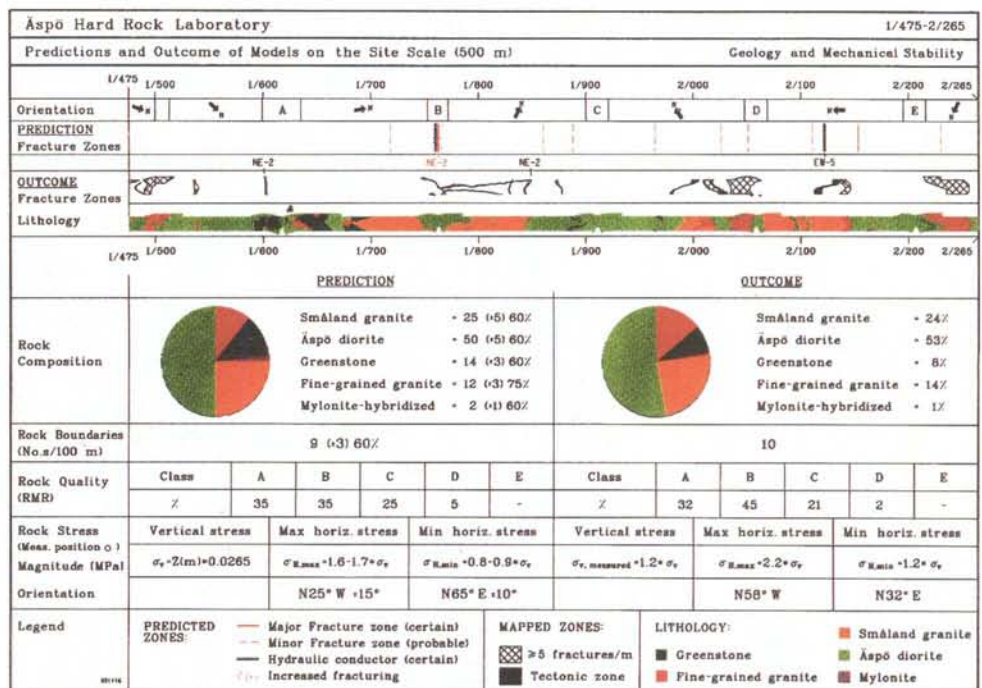 Äspö Hard Rock Laboratory 1/475-2/265
Predictions and Outcome of Models on the Site Scale (500 m) Geology and Mechanical Stability
1/475 1/500 1/600 1/700 1/800 1/900 2/000 2/100 2/200 2/265
Orientation A B C D E
PREDICTION
Fracture Zones
NE-2 NE-2 NE-2 EW-5
OUTCOME
Fracture Zones
Lithology
1/475 1/500 1/600 1/700 1/800 1/900 2/000 2/100 2/200 2/265
PREDICTION OUTCOME
Rock Composition
Småland granite - 25 (±5) 60%
Äspö diorite - 50 (±5) 60%
Greenstone - 14 (±3) 60%
Fine-grained granite - 12 (±3) 75%
Mylonite-hybridized - 2 (±1) 60%
Småland granite - 24%
Äspö diorite - 53%
Greenstone - 8%
Fine-grained granite - 14%
Mylonite-hybridized - 1%
Rock Boundaries (No.s/100 m) 9 (±3) 60% 10
Rock Quality (RMR)
Class A B C D E Class A B C D E
% 35 35 25 5 - % 32 45 21 2 -
Rock Stress Vertical stress Max horiz. stress Min horiz. stress Vertical stress Max horiz. stress Min horiz. stress
(Meas. position o)
Magnitude (MPa) σv=Z(m)*0.0265 σH.max=1.6-1.7*σv σH.min=0.8-0.9*σv σv, measured=1.2*σv σH.max=2.2*σv σH.min=1.2*σv
Orientation N25° W ±15° N65° E ±10° N58° W N32° E
Legend
PREDICTED ZONES:
Major Fracture zone (certain)
Minor Fracture zone (probable)
Hydraulic conductor (certain)
Increased fracturing
MAPPED ZONES:
≥5 fractures/m
Tectonic zone
LITHOLOGY:
Greenstone
Fine-grained granite
Småland granite
Äspö diorite
Mylonite